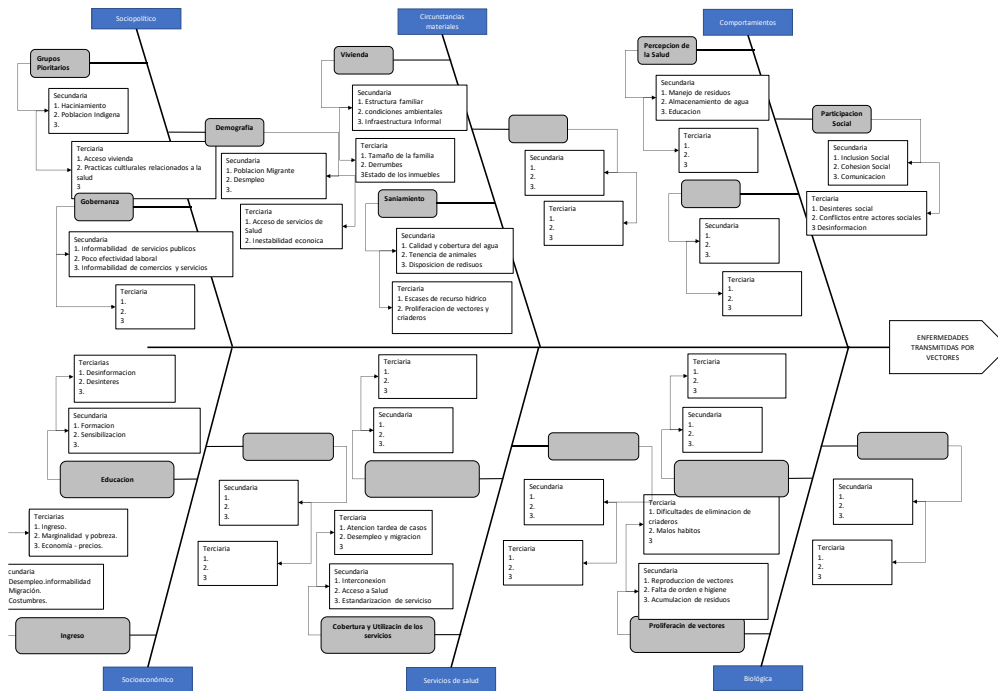 Sociopolítico
Circunstancias
materiales
Comportamientos
Grupos
Pioritarios
Secundaria
1. Haciniamiento
2. Poblacion Indigena
3.
Terciaria
1. Acceso vivienda
2. Practicas culturales relacionados a la
salud
3
Demografia
Secundaria
1. Poblacion Migrante
2. Desmpleo
3.
Terciaria
1. Acceso de servicios de
Salud
2. Inestabilidad econoica
Gobernanza
Secundaria
1. Informabilidad de servicios publicos
2. Poco efectividad laboral
3. Informabilidad de comercios y servicios
Terciaria
1.
2.
3
Vivienda
Secundaria
1. Estructura familiar
2. condiciones ambientales
3. Infraestructura Informal
Terciaria
1. Tamaño de la familia
2. Derrumbes
3Estado de los inmuebles
Saniamiento
Secundaria
1. Calidad y cobertura del agua
2. Tenencia de animales
3. Disposicion de redisuos
Terciaria
1. Escases de recurso hidrico
2. Proliferacion de vectores y
criaderos
Secundaria
1.
2.
3.
Terciaria
1.
2.
3
Percepcion de
la Salud
Secundaria
1. Manejo de residuos
2. Almacenamiento de agua
3. Educacion
Terciaria
1.
2.
3
Participacion
Social
Secundaria
1. Inclusion Social
2. Cohesion Social
3. Comunicacion
Terciaria
1. Desinteres social
2. Conflictos entre actores sociales
3 Desinformacion
Secundaria
1.
2.
3.
Terciaria
1.
2.
3
ENFERMEDADES
TRANSMITIDAS POR
VECTORES
Terciarias
1. Desinformacion
2. Desinteres
3.
Secundaria
1. Formacion
2. Sensibilizacion
3.
Educacion
Secundaria
1.
2.
3.
Terciaria
1.
2.
3
Terciarias
1. Ingreso.
2. Marginalidad y pobreza.
3. Economía - precios.
cundaria
Desempleo.informabilidad
Migración.
Costumbres.
Ingreso
Terciaria
1.
2.
3
Secundaria
1.
2.
3.
Terciaria
1. Atencion tardea de casos
2. Desempleo y migracion
3
Secundaria
1. Interconexion
2. Acceso a Salud
3. Estandarizacion de serviciso
Cobertura y Utilizacin de los
servicios
Secundaria
1.
2.
3.
Terciaria
1.
2.
3
Terciaria
1.
2.
3
Secundaria
1.
2.
3.
Terciaria
1. Dificultades de eliminacion de
criaderos
2. Malos habitos
3
Secundaria
1. Reproduccion de vectores
2. Falta de orden e higiene
3. Acumulacion de residuos
Proliferacin de vectores
Secundaria
1.
2.
3.
Terciaria
1.
2.
3
Socioeconómico
Servicios de salud
Biológica